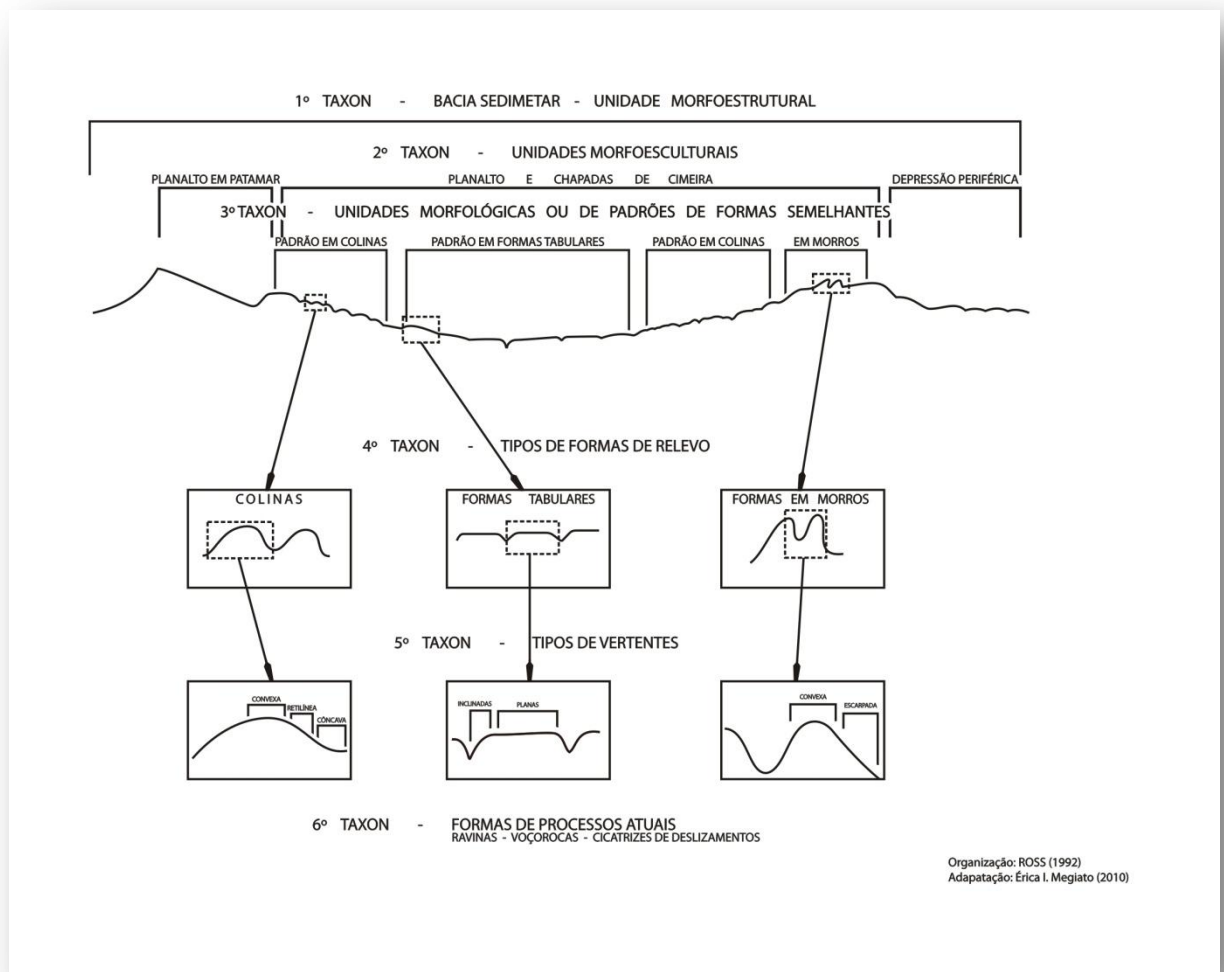 1º TAXON - BACIA SEDIMETAR - UNIDADE MORFOESTRUTURAL
2º TAXON - UNIDADES MORFOESCULTURAIS
PLANALTO EM PATAMAR
PLANALTO E CHAPADAS DE CIMEIRA
DEPRESSÃO PERIFÉRICA
3º TAXON - UNIDADES MORFOLÓGICAS OU DE PADRÕES DE FORMAS SEMELHANTES
PADRÃO EM COLINAS
PADRÃO EM FORMAS TABULARES
PADRÃO EM COLINAS
EM MORROS
4º TAXON - TIPOS DE FORMAS DE RELEVO
COLINAS
FORMAS TABULARES
FORMAS EM MORROS
5º TAXON - TIPOS DE VERTENTES
CONVEXA
RETILÍNEA
CÔNCAVA
INCLINADAS
PLANAS
CONVEXA
ESCARPADA
6º TAXON - FORMAS DE PROCESSOS ATUAIS
RAVINAS - VOÇOROCAS - CICATRIZES DE DESLIZAMENTOS
Organização: ROSS (1992)
Adapatação: Érica I. Megiato (2010)